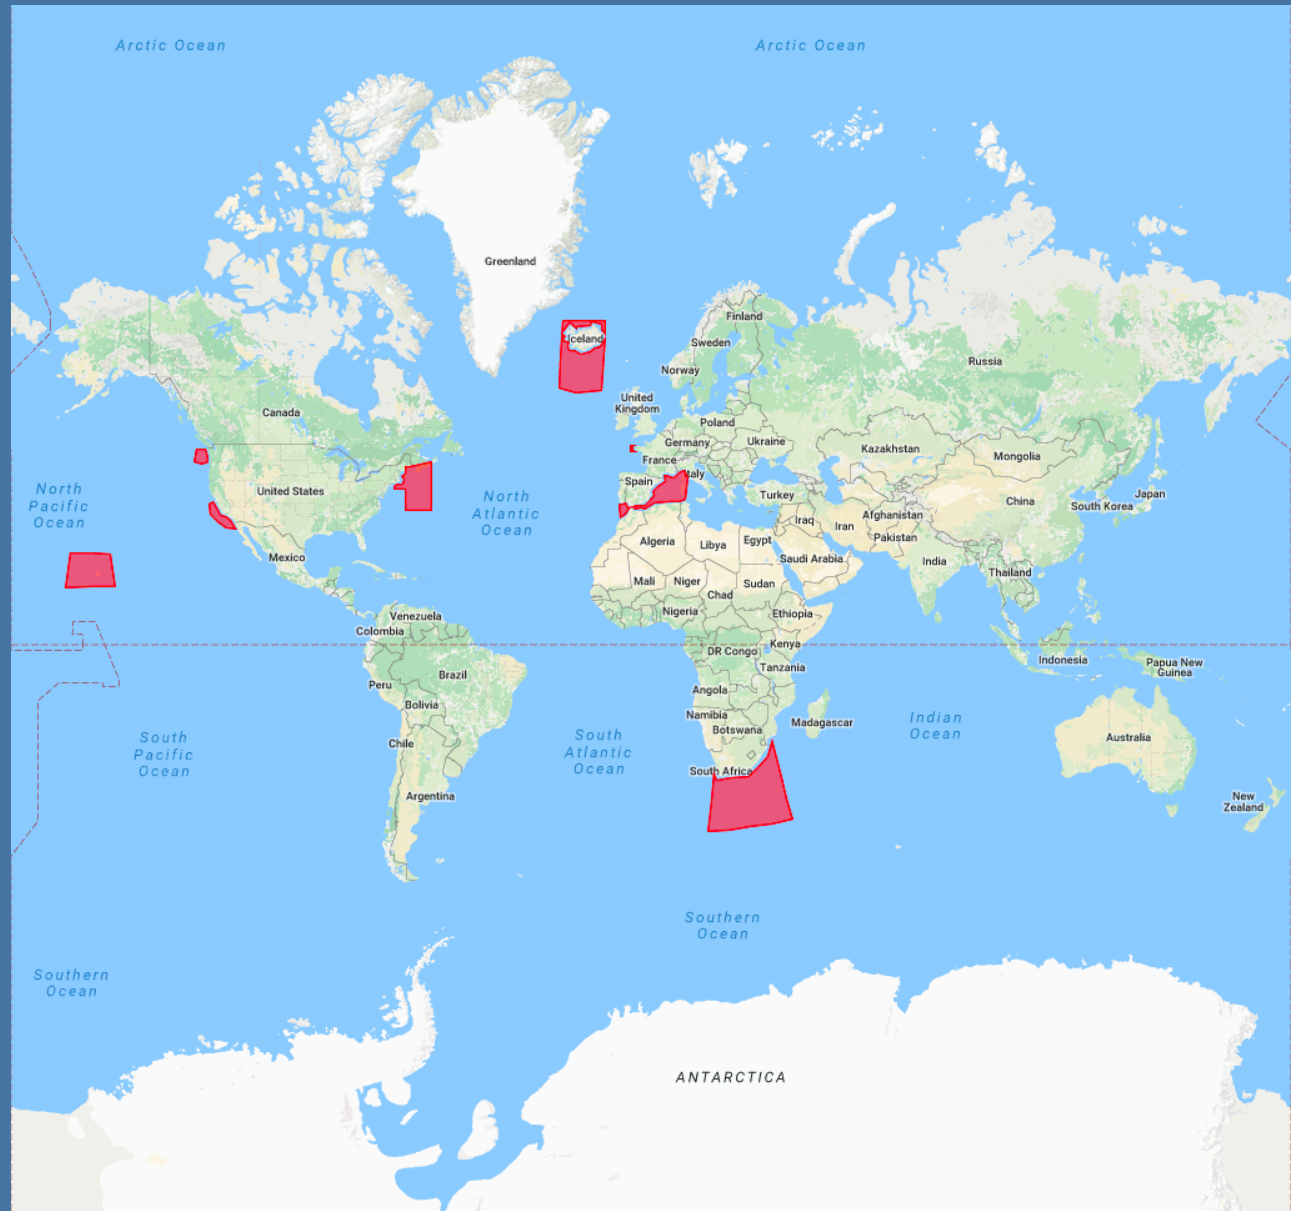 Arctic Ocean
Arctic Ocean
Greenland
Finland
Iceland
Sweden
Russia
Norway
United
Kingdom
Canada
Poland
Germany
Ukraine
Kazakhstan
France
Mongolia
Italy
Spain
United States
North
Pacific
Ocean
North
Atlantic
Ocean
Turkey
China
Japan
South Korea
Iraq
Iran
Afghanistan
Pakistan
Algeria
Libya
Egypt
Saudi Arabia
Mexico
India
Thailand
Mali
Niger
Sudan
Chad
Nigeria
Ethiopia
Venezuela
Colombia
Kenya
DR Congo
Indonesia
Papua New
Guinea
Tanzania
Brazil
Peru
Angola
Bolivia
Namibia
Botswana
Madagascar
Indian
Ocean
South
Pacific
Ocean
South
Atlantic
Ocean
Chile
Australia
South Africa
Argentina
New
Zealand
Southern
Ocean
Southern
Ocean
ANTARCTICA